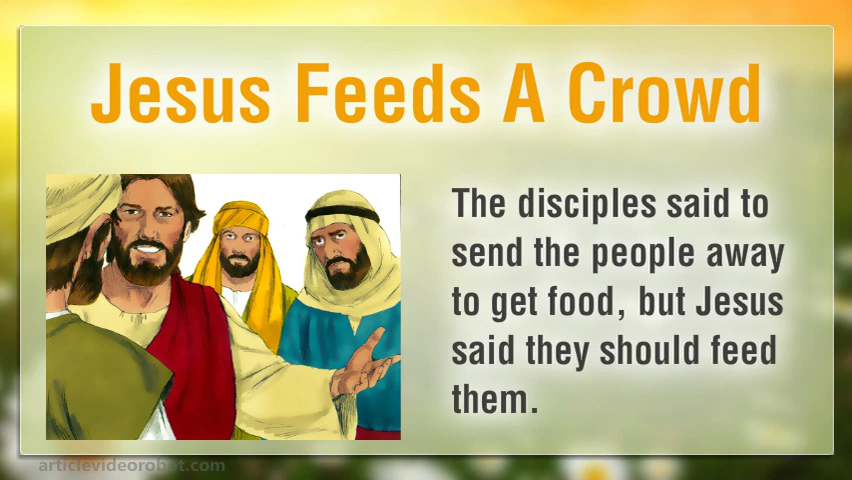 Jesus Feeds A Crowd
The disciples said to
send the people away
to get food, but Jesus
said they should feed
them.
articlevideorobot.com